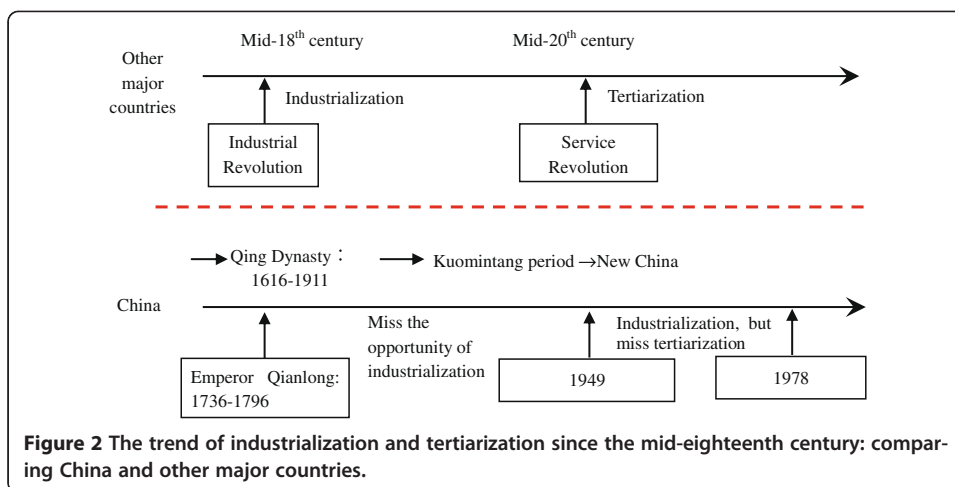 Mid-18th century
Mid-20th century
Other
major
countries
Industrialization
Tertiarization
Industrial
Revolution
Service
Revolution
Qing Dynasty：
1616-1911
Kuomintang period →New China
China
Miss the
opportunity of
industrialization
Industrialization, but
miss tertiarization
Emperor Qianlong:
1736-1796
1949
1978
Figure 2 The trend of industrialization and tertiarization since the mid-eighteenth century: compar-
ing China and other major countries.